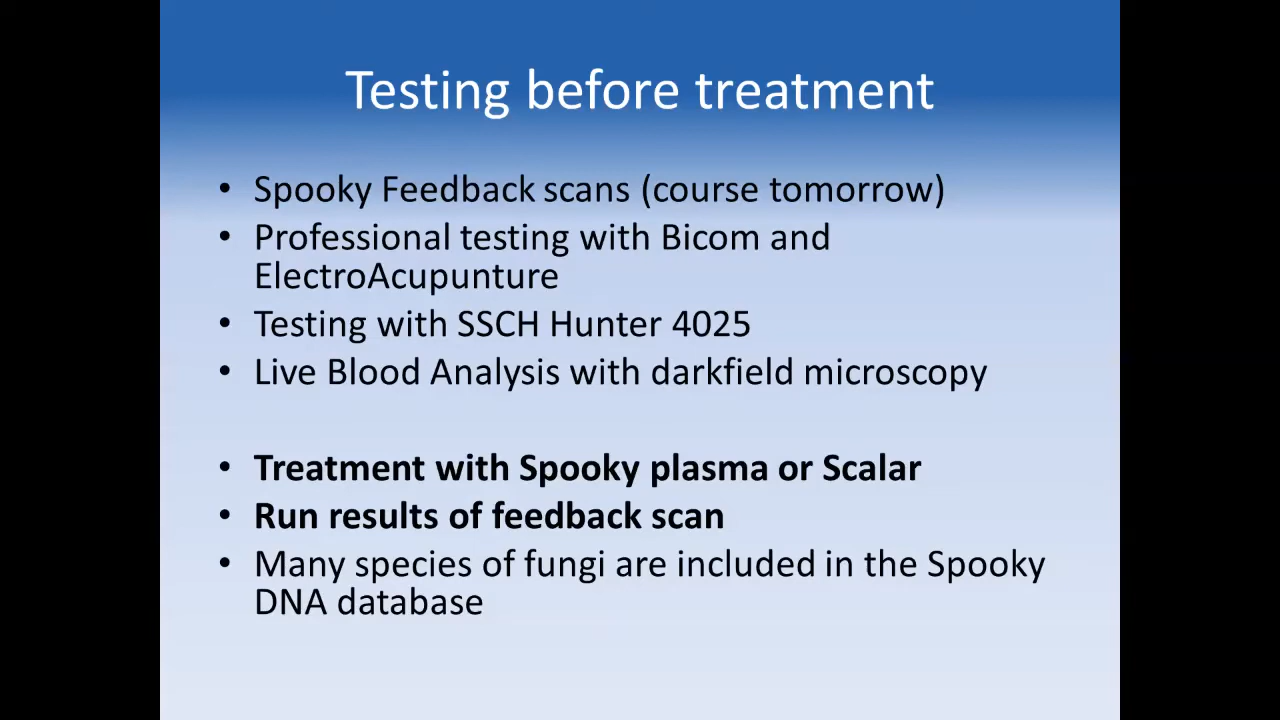 Testing before treatment
• Spooky Feedback scans (course tomorrow)
• Professional testing with Bicom and
ElectroAcupunture
• Testing with SSCH Hunter 4025
• Live Blood Analysis with darkfield microscopy
• Treatment with Spooky plasma or Scalar
• Run results of feedback scan
• Many species of fungi are included in the Spooky
DNA database